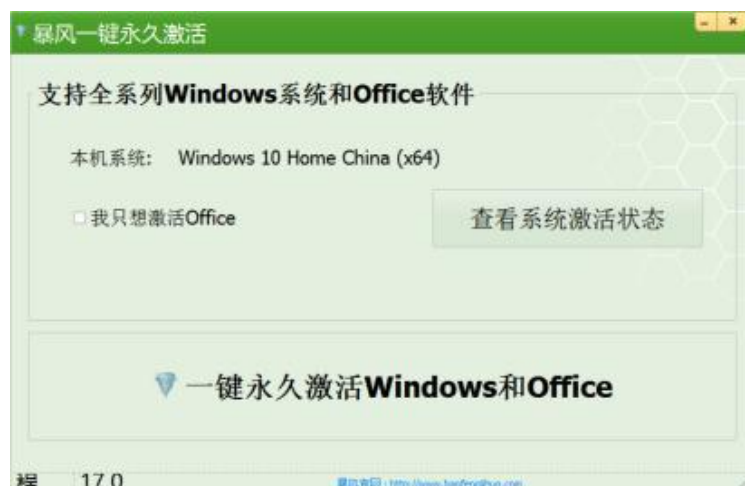 暴风一键永久激活
支持全系列Windows系统和Office软件
本机系统: Windows 10 Home China (x64)
我只想激活Office
查看系统激活状态
一键永久激活Windows和Office
17.0